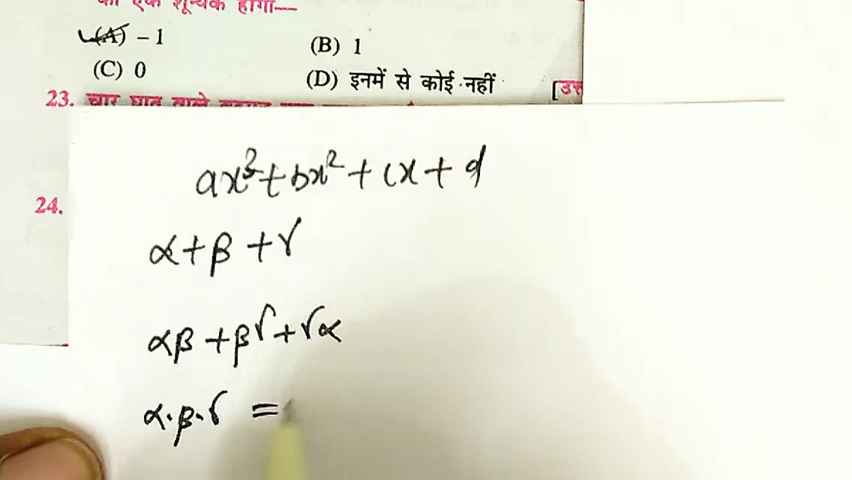 का एक शून्यक होगा—
(A) – 1
(B) 1
(C) 0
(D) इनमें से कोई नहीं
23. चार घात वाले
24.
ax³+bx²+cx+d
α+β+γ
αβ+βγ+γα
α.β.γ =